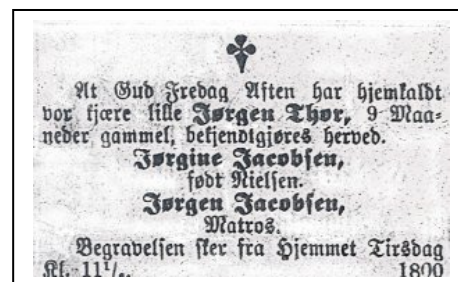 At Gud Fredag Aften har hjemkaldt
vor kjære lille Jørgen Thor, 9 Maa-
neder gammel, bekjendtgjøres herved.
Jørgine Jacobsen,
født Nielsen.
Jørgen Jacobsen,
Matros.
Begravelsen sker fra Hjemmet Tirsdag
Kl. 11¹/₂. 1800